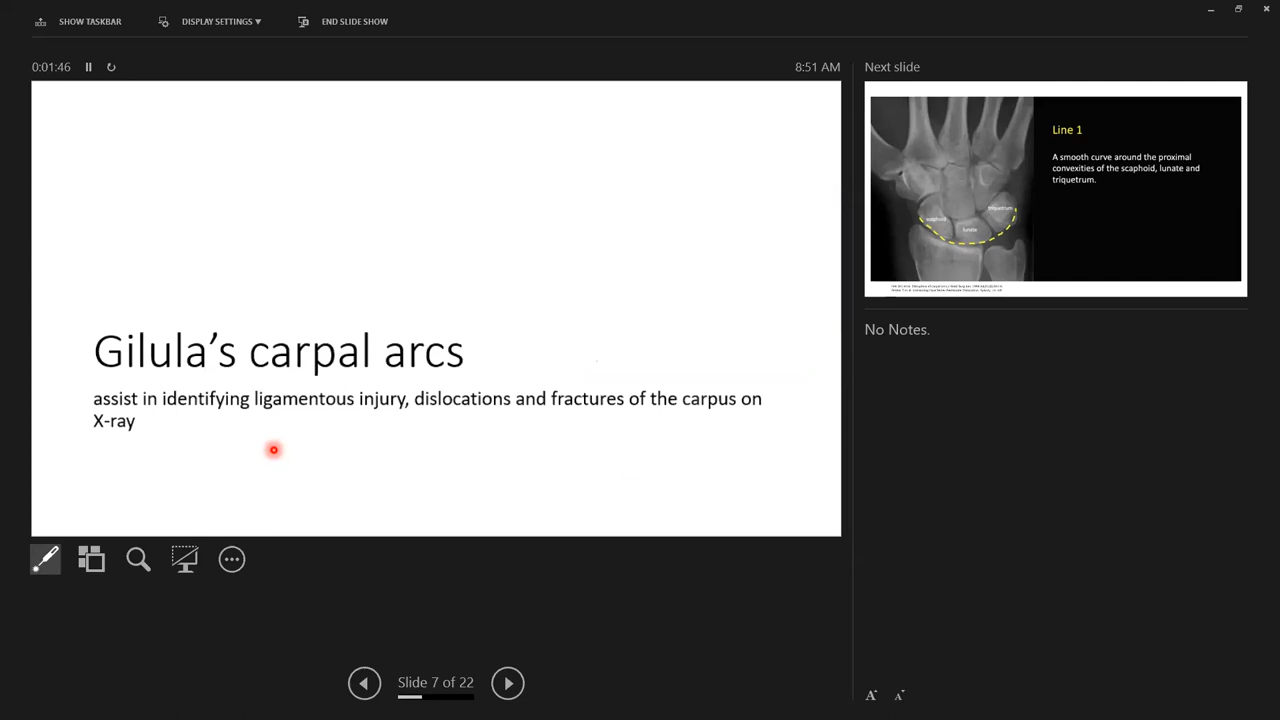 SHOW TASKBAR
DISPLAY SETTINGS ▼
END SLIDE SHOW
0:01:46
8:51 AM
Gilula’s carpal arcs
assist in identifying ligamentous injury, dislocations and fractures of the carpus on
X-ray
Slide 7 of 22
Next slide
Line 1
A smooth curve around the proximal
convexities of the scaphoid, lunate and
triquetrum.
scaphoid
lunate
triquetrum
No Notes.
A
A